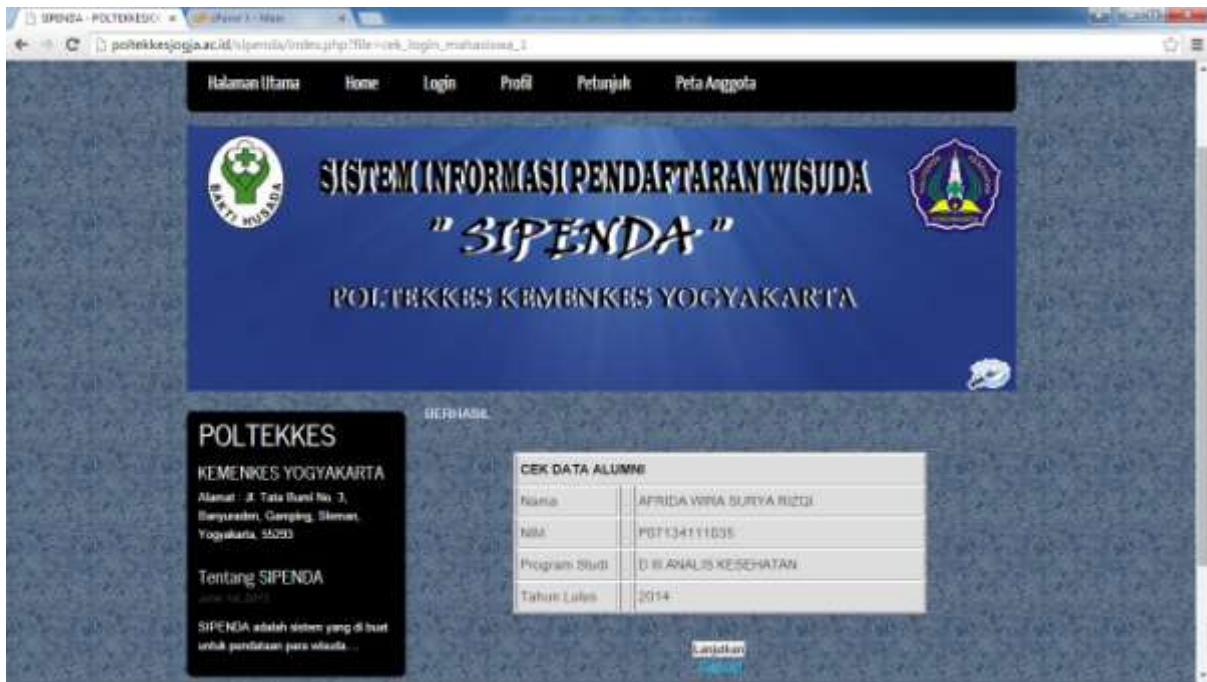 SIPENDA - POLTEKKESJOG
cPanel X - Main
poltekkesjogja.ac.id/sipenda/index.php?file=cek_login_mahasiswa_1
Halaman Utama Home Login Profil Petunjuk Peta Anggota
BAKTI HUSADA
SISTEM INFORMASI PENDAFTARAN WISUDA
" SIPENDA "
POLTEKKES KEMENKES YOGYAKARTA
BERHASIL
POLTEKKES
KEMENKES YOGYAKARTA
Alamat : Jl. Tata Bumi No. 3,
Banyuraden, Gamping, Sleman,
Yogyakarta, 55293
Tentang SIPENDA
SIPENDA adalah sistem yang di buat
untuk pendataan para wisuda....
CEK DATA ALUMNI
Nama AFRIDA WIRA SURYA RIZQI
NIM P07134111035
Program Studi D III ANALIS KESEHATAN
Tahun Lulus 2014
Lanjutkan